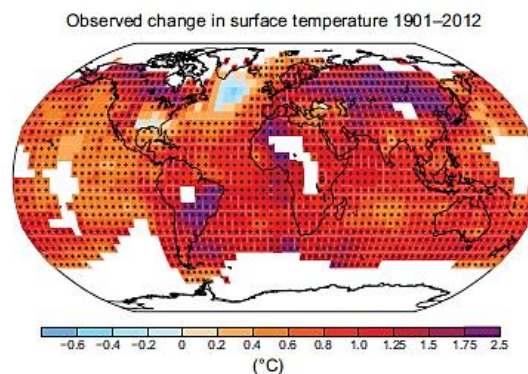 Observed change in surface temperature 1901–2012
−0.6 −0.4 −0.2 0 0.2 0.4 0.6 0.8 1.0 1.25 1.5 1.75 2.5
(°C)